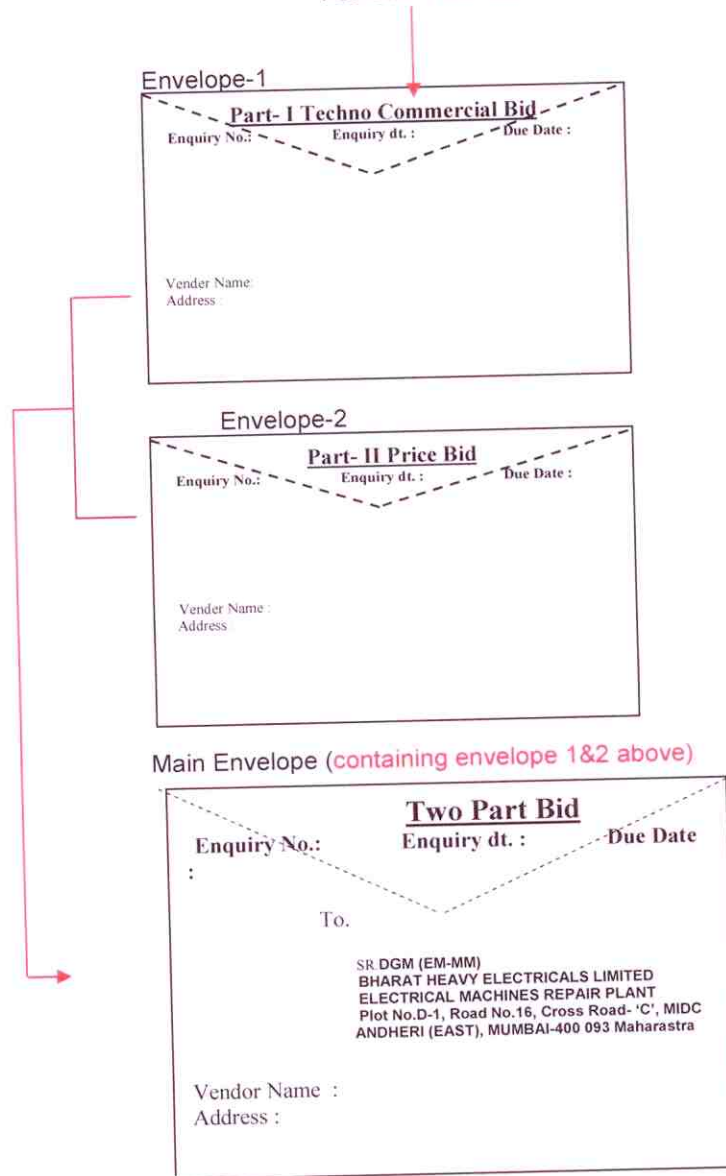 Envelope-1
Part- I Techno Commercial Bid
Enquiry No.: Enquiry dt. : Due Date :
Vender Name:
Address :
Envelope-2
Part- II Price Bid
Enquiry No.: Enquiry dt. : Due Date :
Vender Name :
Address
Main Envelope (containing envelope 1&2 above)
Two Part Bid
Enquiry No.: Enquiry dt. : Due Date
:
To.
SR.DGM (EM-MM)
BHARAT HEAVY ELECTRICALS LIMITED
ELECTRICAL MACHINES REPAIR PLANT
Plot No.D-1, Road No.16, Cross Road- ‘C’, MIDC
ANDHERI (EAST), MUMBAI-400 093 Maharastra
Vendor Name :
Address :